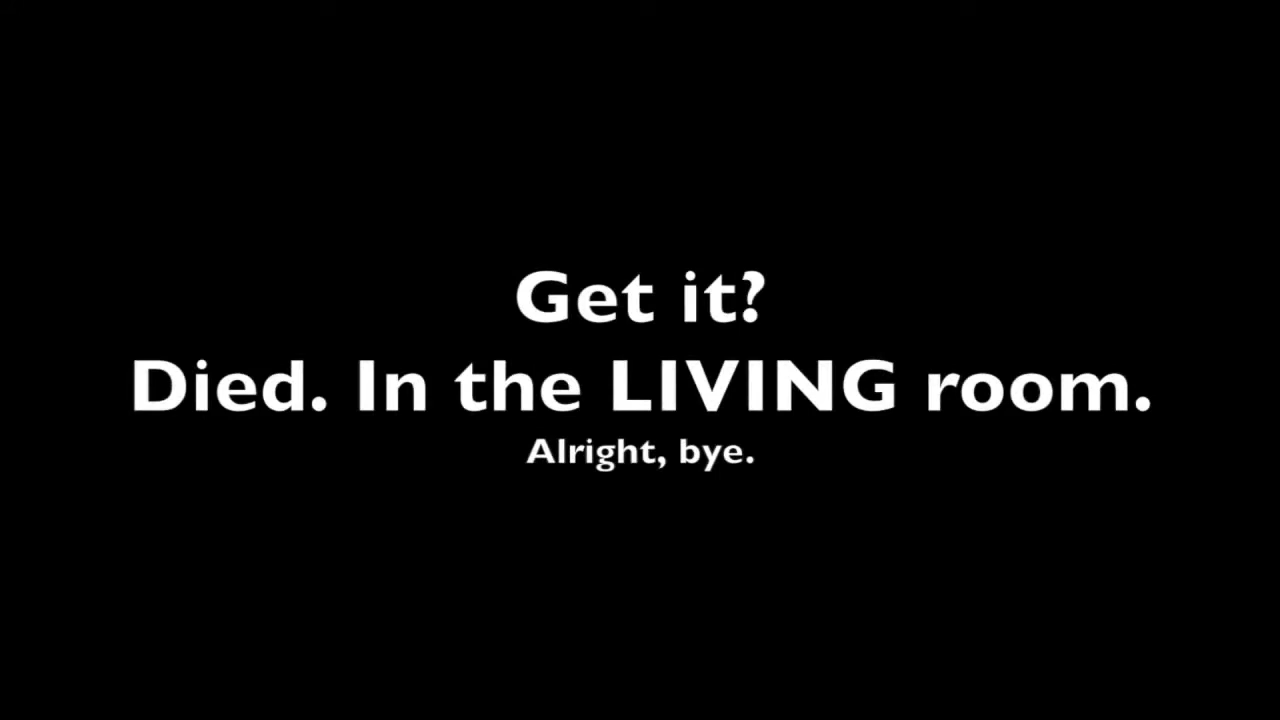 Get it?
Died. In the LIVING room.
Alright, bye.